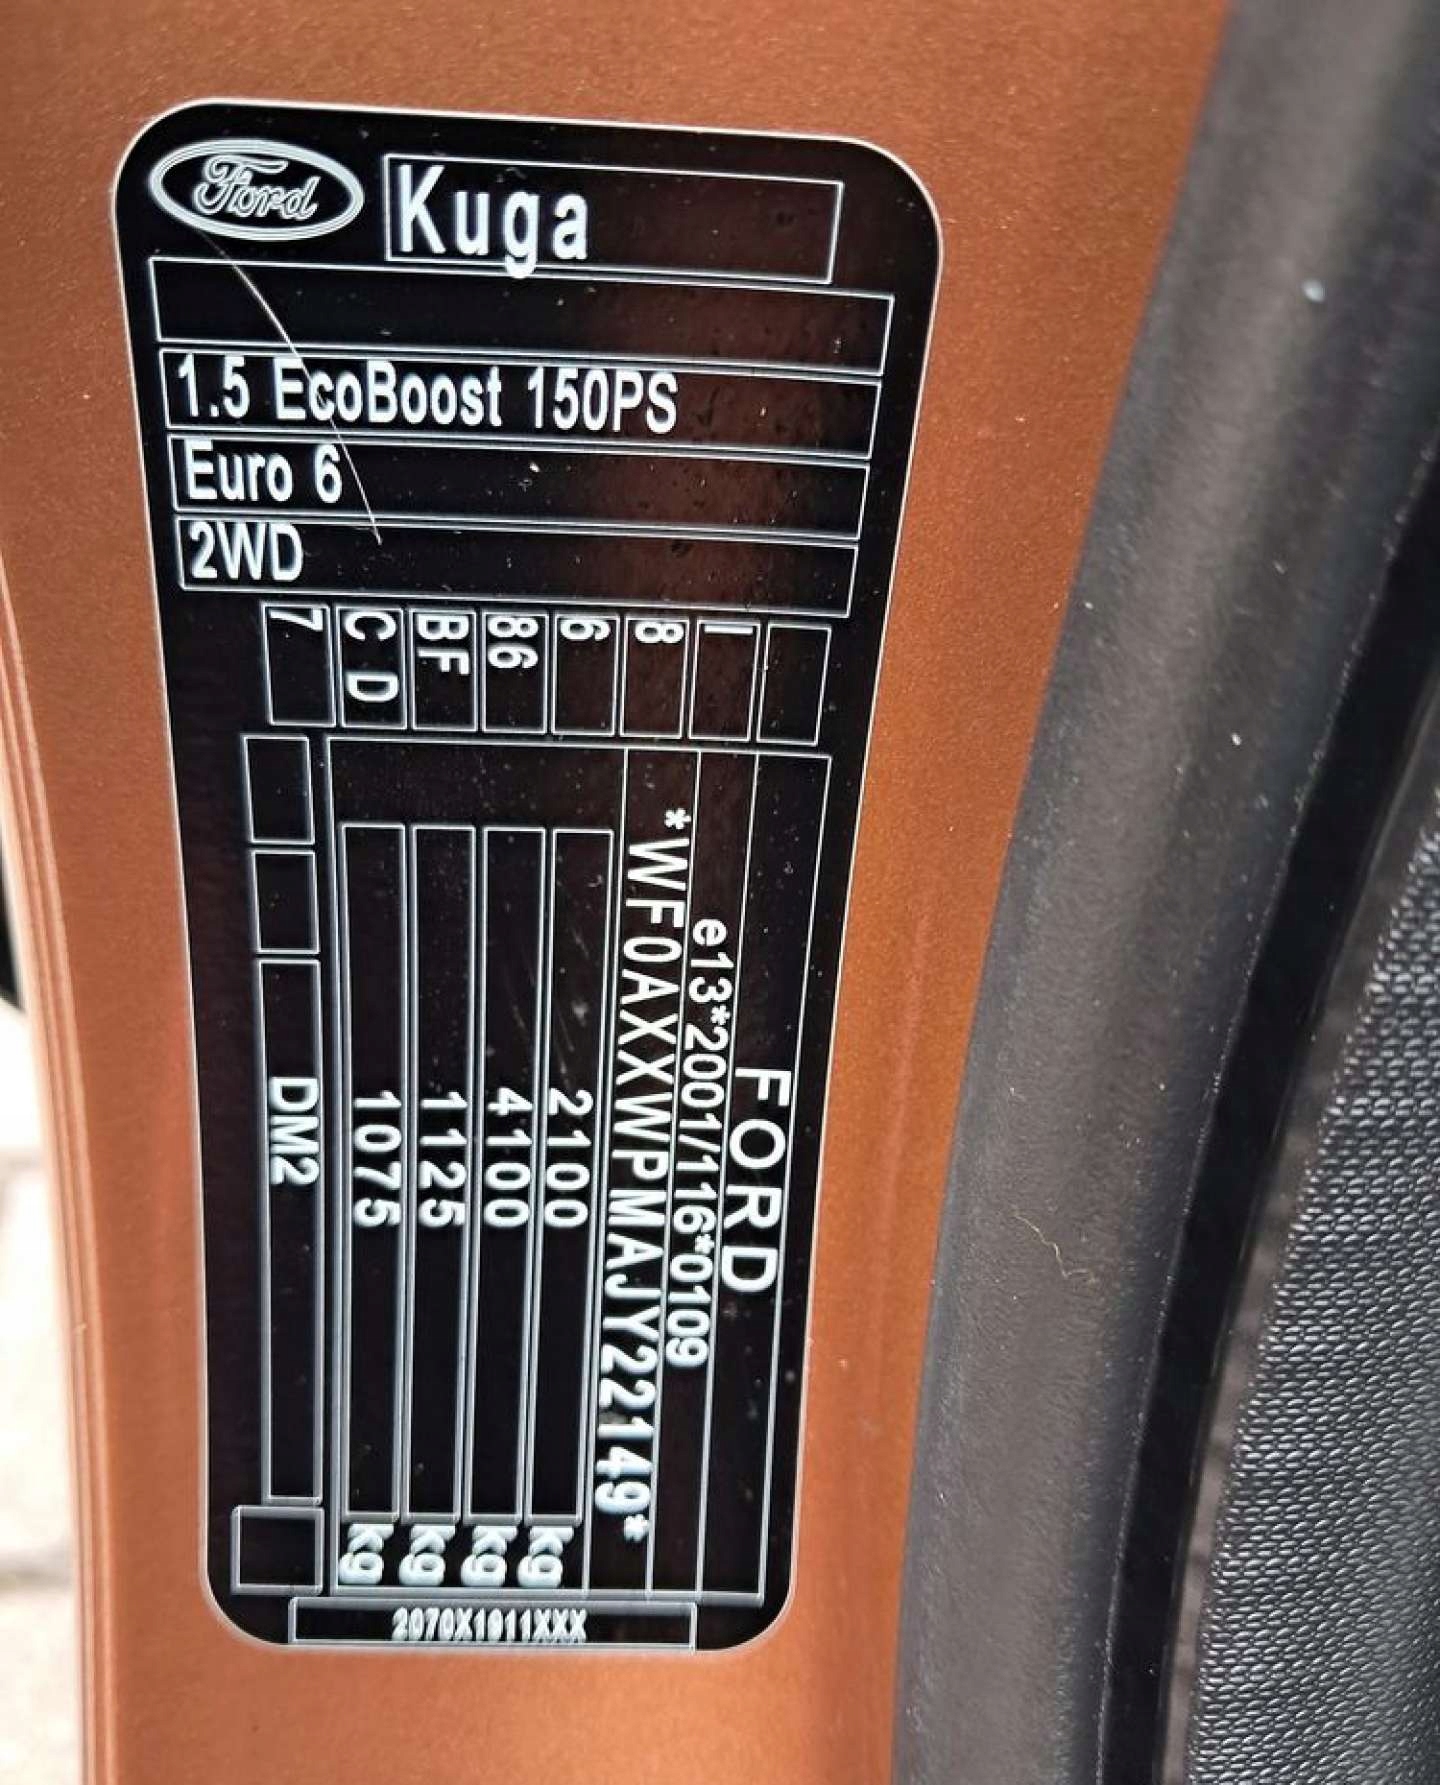 Ford
Kuga
1.5 EcoBoost 150PS
Euro 6
2WD
FORD
e13*2001/116*0109
*WF0AXXWPMAJY22149*
2100 kg
4100 kg
1125 kg
1075 kg
DM2
I
8
6
86
BF
C D
7
2070X1911XXX